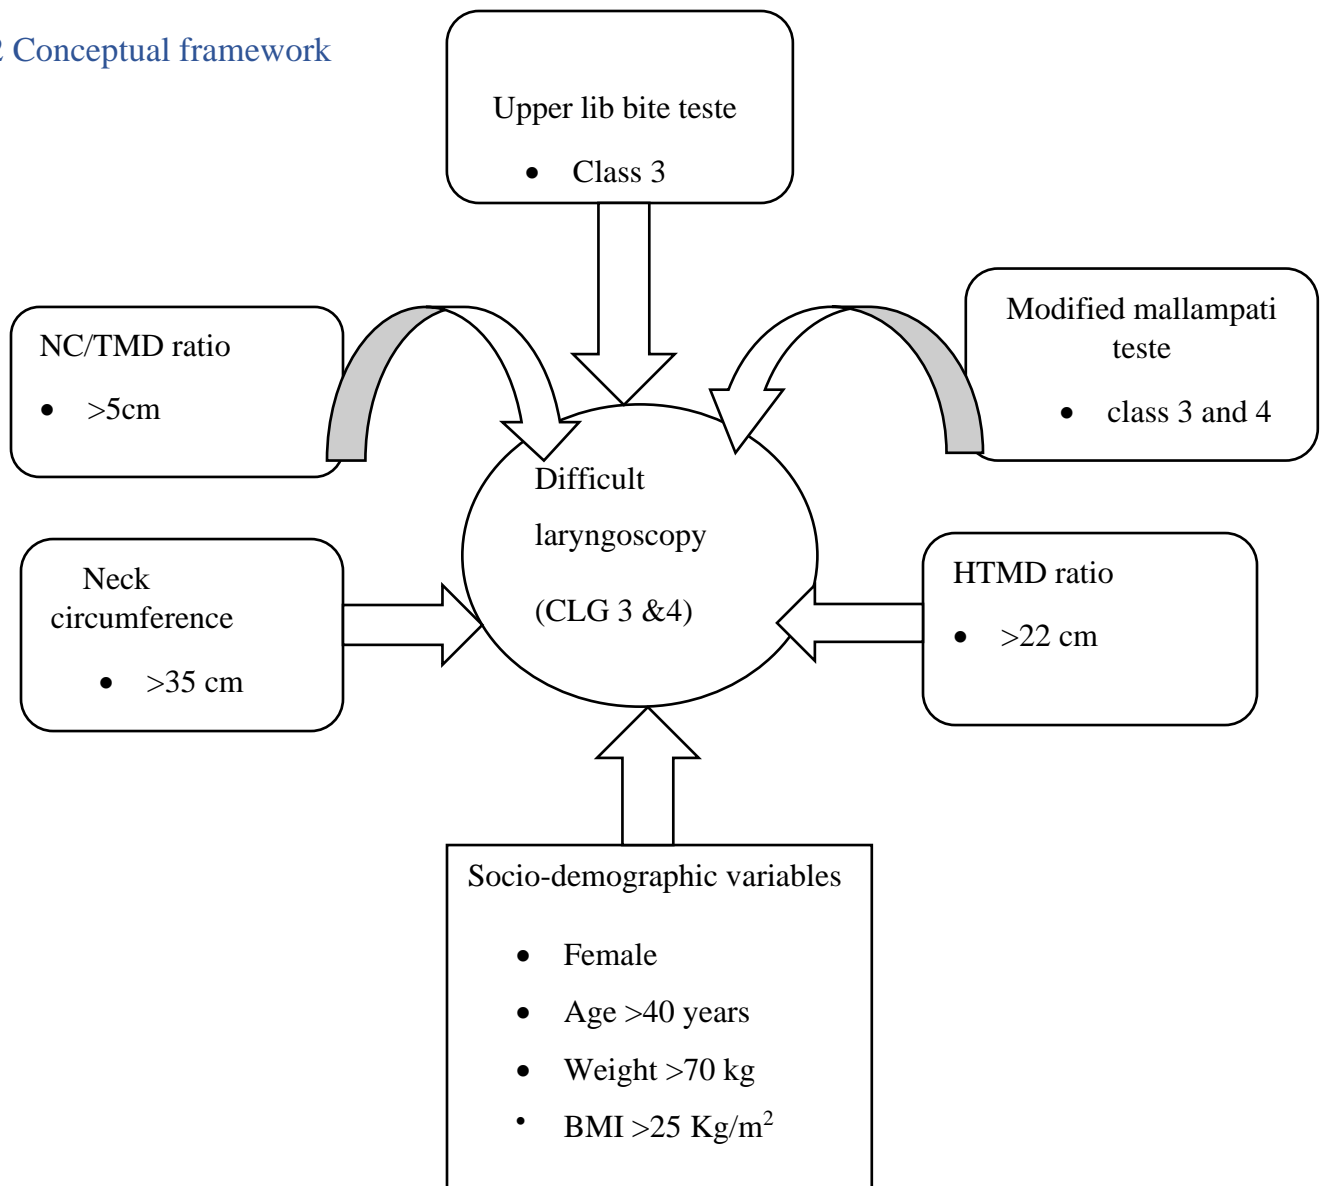 2 Conceptual framework
Upper lib bite teste
• Class 3
NC/TMD ratio
• >5cm
Modified mallampati
teste
• class 3 and 4
Difficult
laryngoscopy
(CLG 3 &4)
Neck
circumference
• >35 cm
HTMD ratio
• >22 cm
Socio-demographic variables
• Female
• Age >40 years
• Weight >70 kg
• BMI >25 Kg/m²